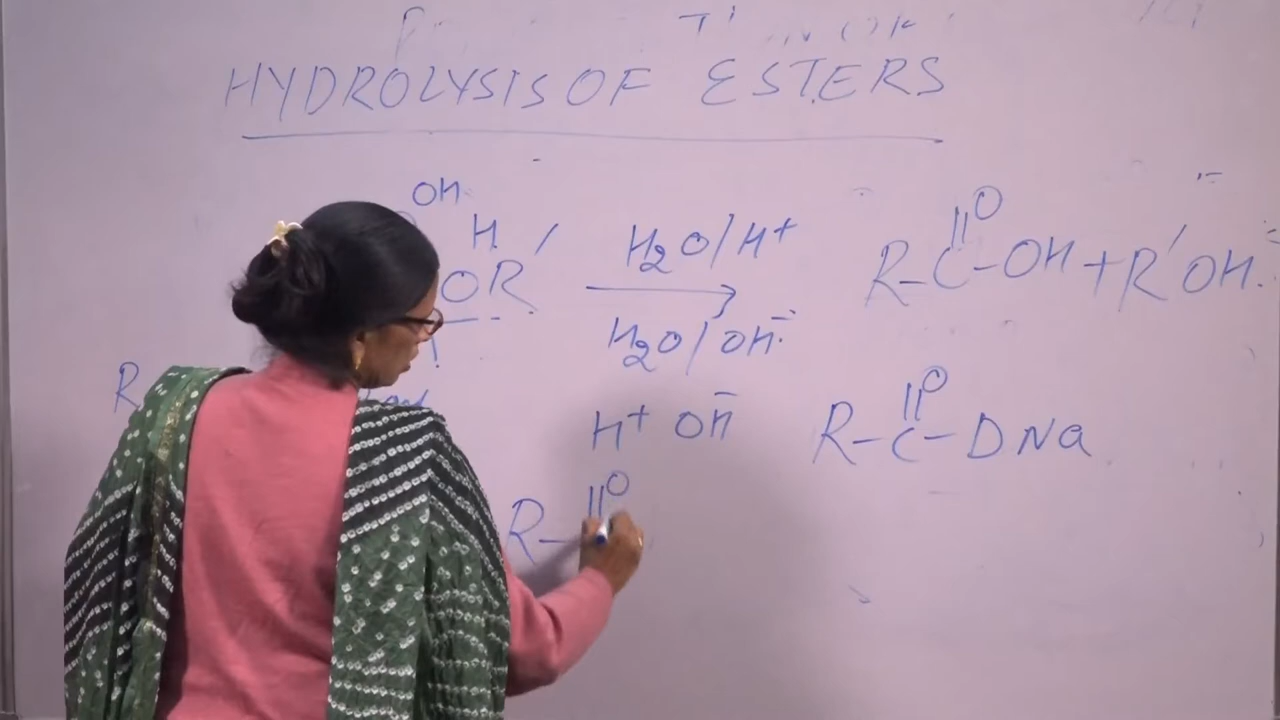 HYDROLYSIS OF ESTERS
OH
H
OR′ H₂O/H⁺ R-C-OH + R′OH.
O
H₂O/OH⁻
R
O
H⁺ OH⁻ R-C-ONa
O
R-